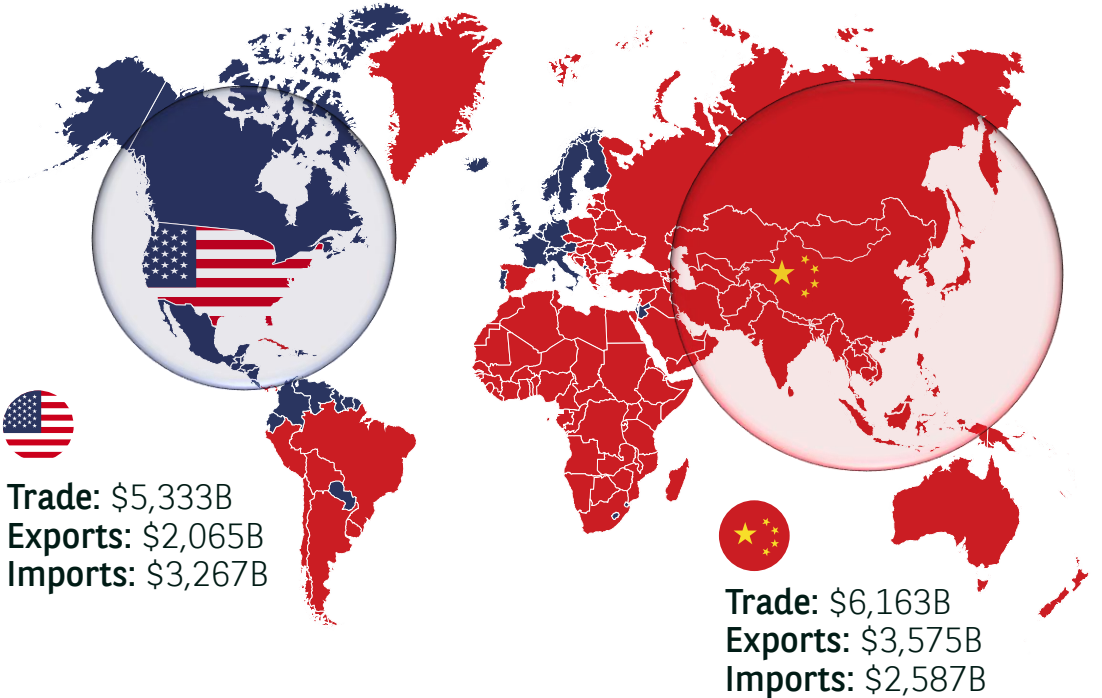 Trade: $5,333B
Exports: $2,065B
Imports: $3,267B
Trade: $6,163B
Exports: $3,575B
Imports: $2,587B